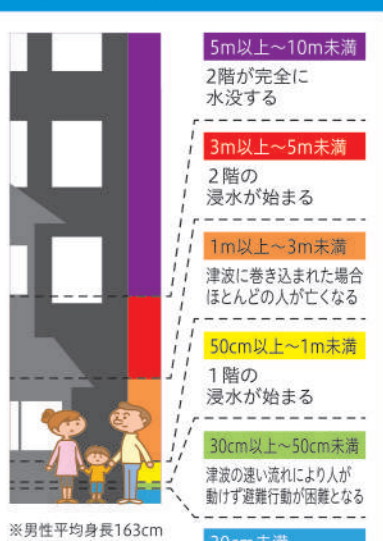 5m以上～10m未満
2階が完全に
水没する
3m以上～5m未満
2階の
浸水が始まる
1m以上～3m未満
津波に巻き込まれた場合
ほとんどの人が亡くなる
50cm以上～1m未満
1階の
浸水が始まる
30cm以上～50cm未満
津波の速い流れにより人が
動けず避難行動が困難となる
※男性平均身長163cm
30cm未満